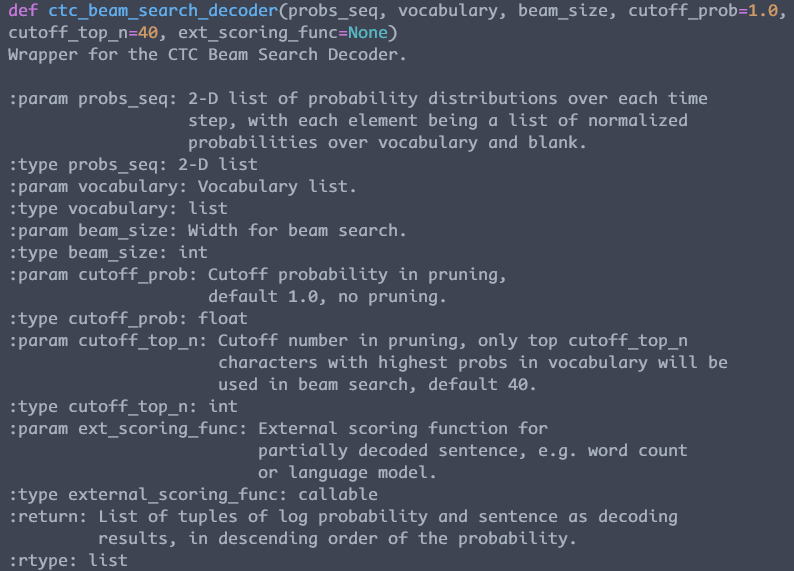 def ctc_beam_search_decoder(probs_seq, vocabulary, beam_size, cutoff_prob=1.0,
cutoff_top_n=40, ext_scoring_func=None)
Wrapper for the CTC Beam Search Decoder.

:param probs_seq: 2-D list of probability distributions over each time
                  step, with each element being a list of normalized
                  probabilities over vocabulary and blank.
:type probs_seq: 2-D list
:param vocabulary: Vocabulary list.
:type vocabulary: list
:param beam_size: Width for beam search.
:type beam_size: int
:param cutoff_prob: Cutoff probability in pruning,
                    default 1.0, no pruning.
:type cutoff_prob: float
:param cutoff_top_n: Cutoff number in pruning, only top cutoff_top_n
                     characters with highest probs in vocabulary will be
                     used in beam search, default 40.
:type cutoff_top_n: int
:param ext_scoring_func: External scoring function for
                         partially decoded sentence, e.g. word count
                         or language model.
:type external_scoring_func: callable
:return: List of tuples of log probability and sentence as decoding
         results, in descending order of the probability.
:rtype: list